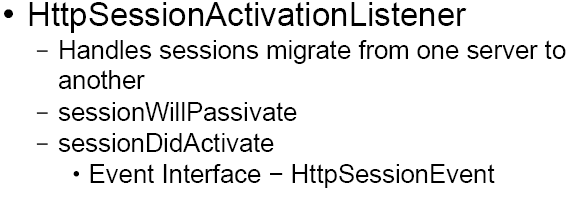 • HttpSessionActivationListener
– Handles sessions migrate from one server to
another
– sessionWillPassivate
– sessionDidActivate
• Event Interface – HttpSessionEvent